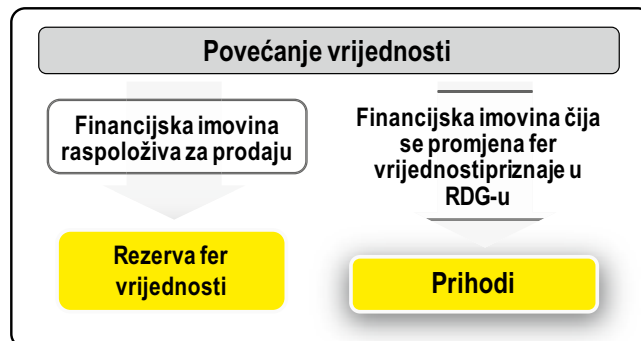 Povećanje vrijednosti
Financijska imovina
raspoloživa za prodaju
Financijska imovina čija
se promjena fer
vrijednostipriznaje u
RDG-u
Rezerva fer
vrijednosti
Prihodi